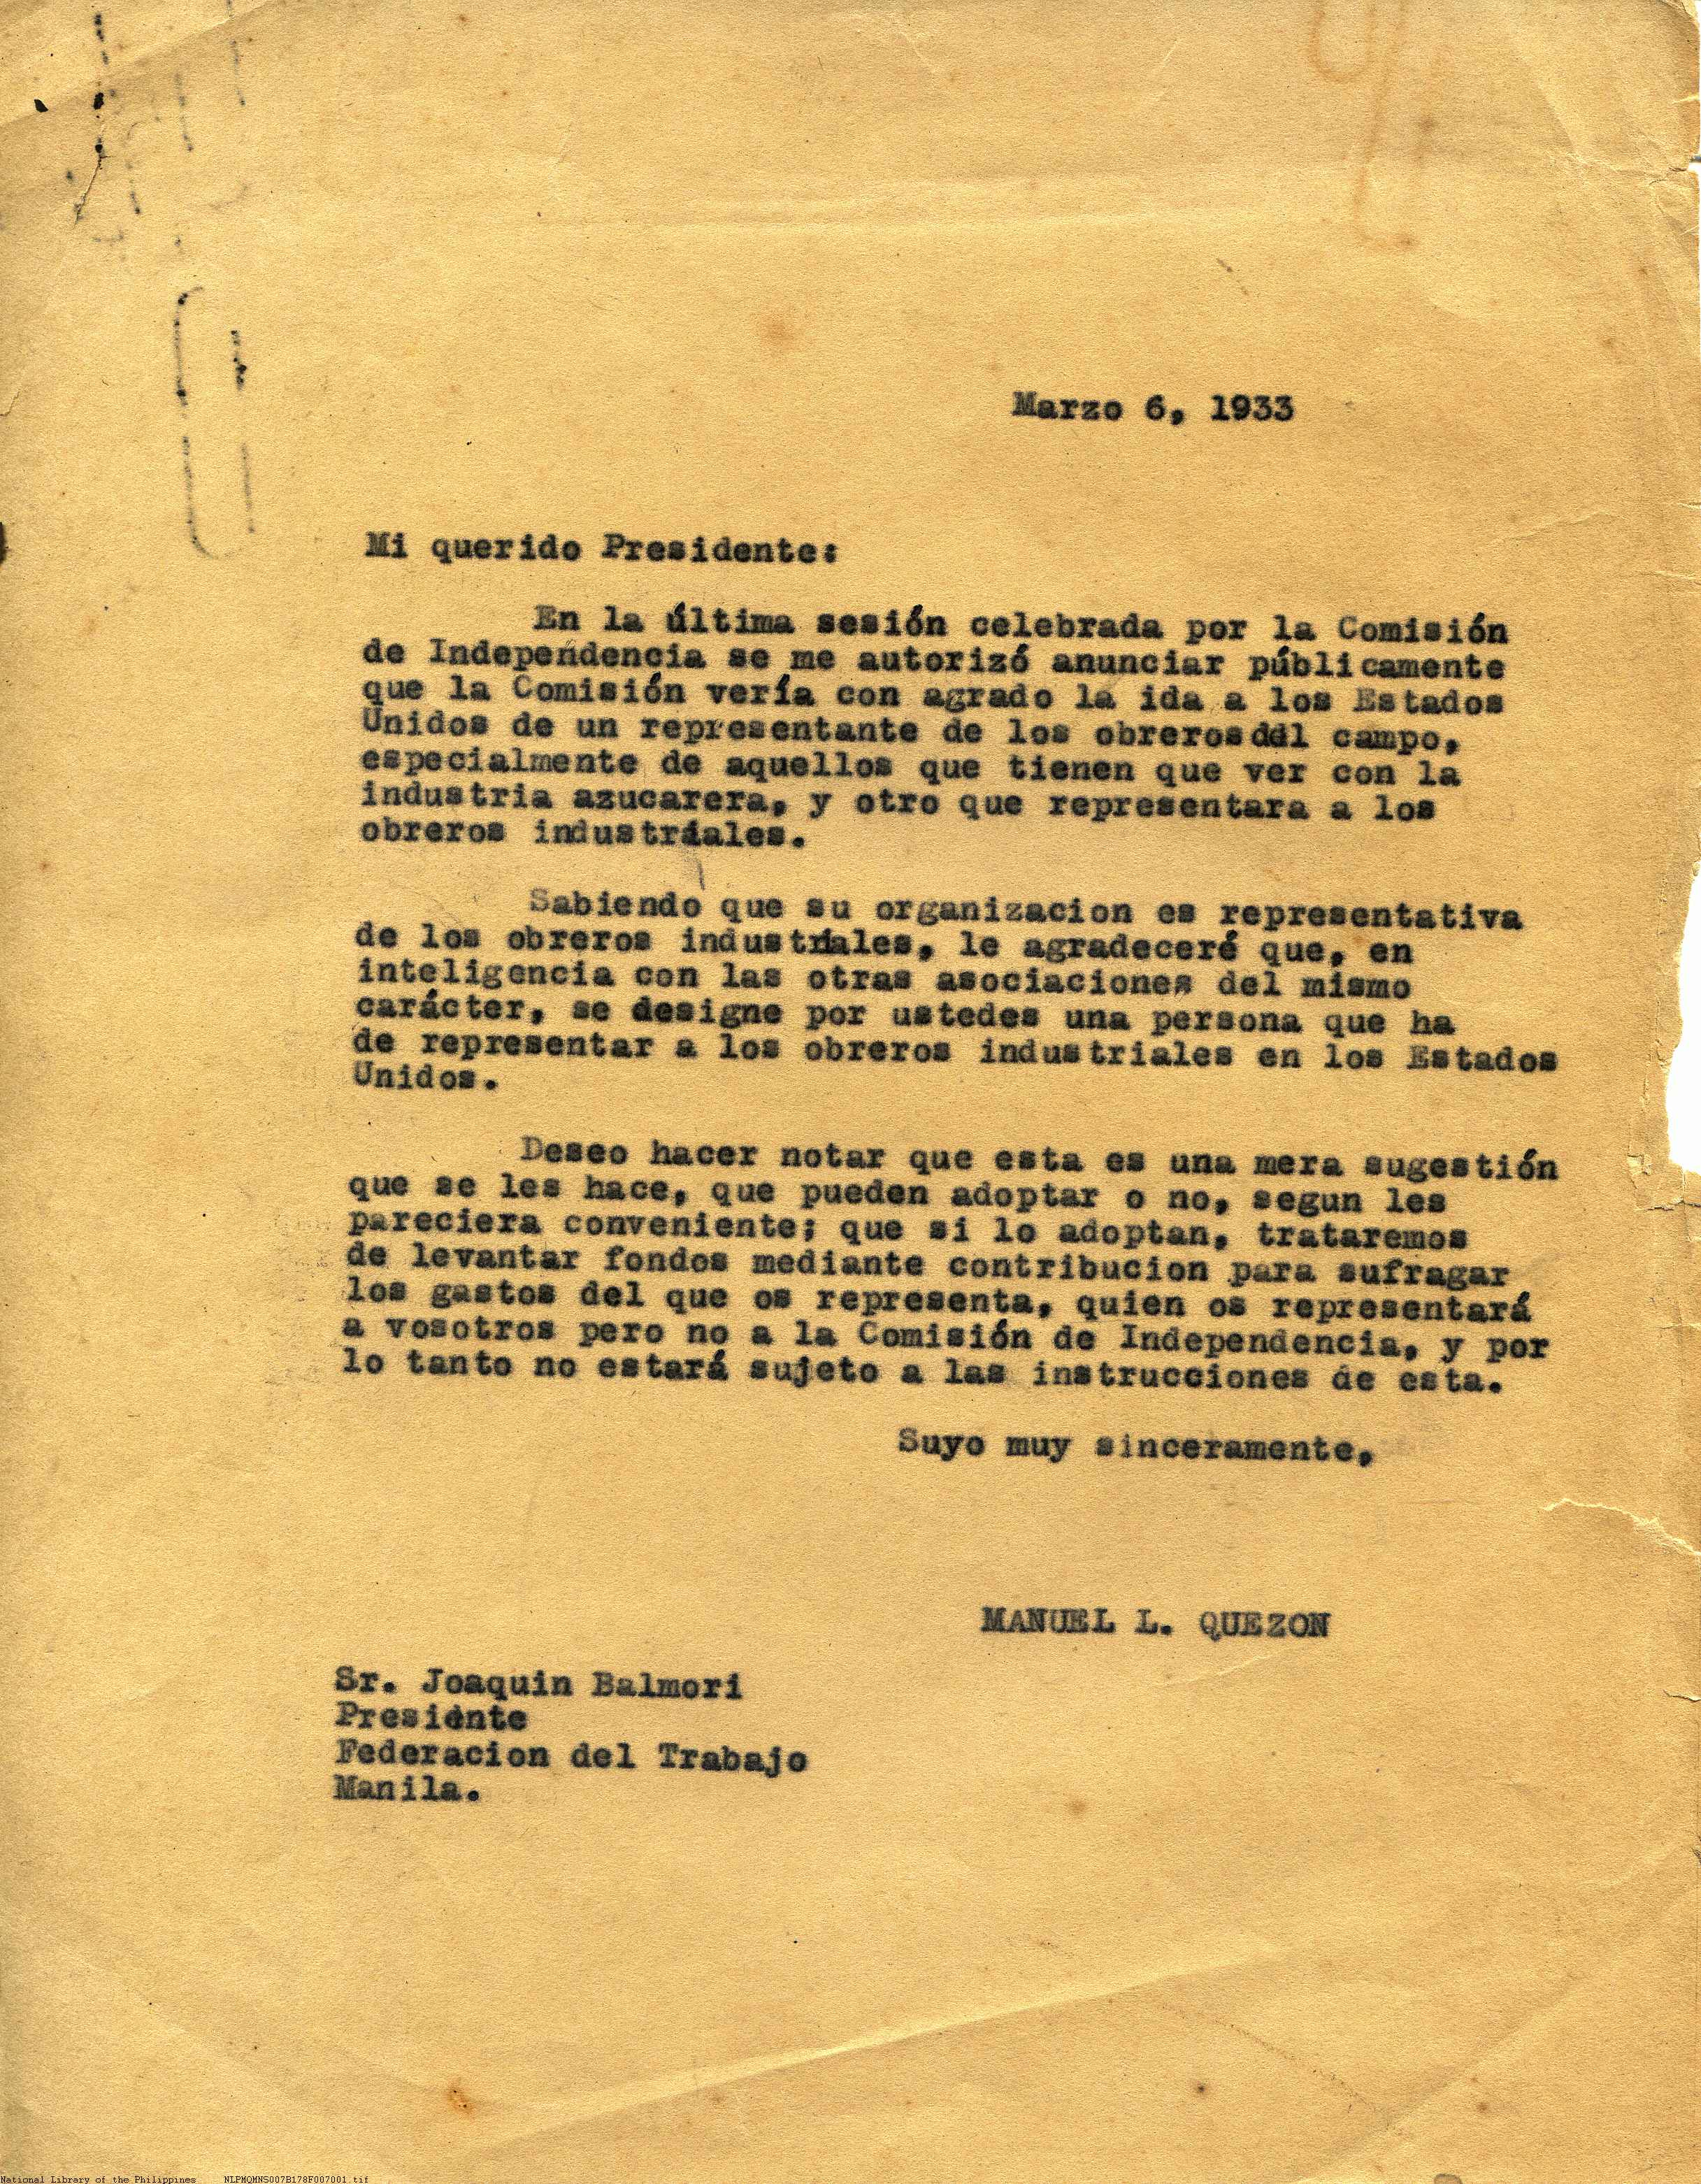 Marzo 6, 1933
Mi querido Presidente:
En la última sesión celebrada por la Comisión
de Independencia se me autorizó anunciar públicamente
que la Comisión vería con agrado la ida a los Estados
Unidos de un representante de los obreros ddl campo,
especialmente de aquellos que tienen que ver con la
industria azucarera, y otro que representara a los
obreros industriales.
Sabiendo que su organizacion es representativa
de los obreros industriales, le agradeceré que, en
inteligencia con las otras asociaciones del mismo
carácter, se designe por ustedes una persona que ha
de representar a los obreros industriales en los Estados
Unidos.
Deseo hacer notar que esta es una mera sugestión
que se les hace, que pueden adoptar o no, segun les
pareciera conveniente; que si lo adoptan, trataremos
de levantar fondos mediante contribucion para sufragar
los gastos del que os representa, quien os representará
a vosotros pero no a la Comisión de Independencia, y por
lo tanto no estará sujeto a las instrucciones de esta.
Suyo muy sinceramente,
MANUEL L. QUEZON
Sr. Joaquin Balmori
Presidnte
Federacion del Trabajo
Manila.
National Library of the Philippines NLPMQMNS007B178F007001.tif